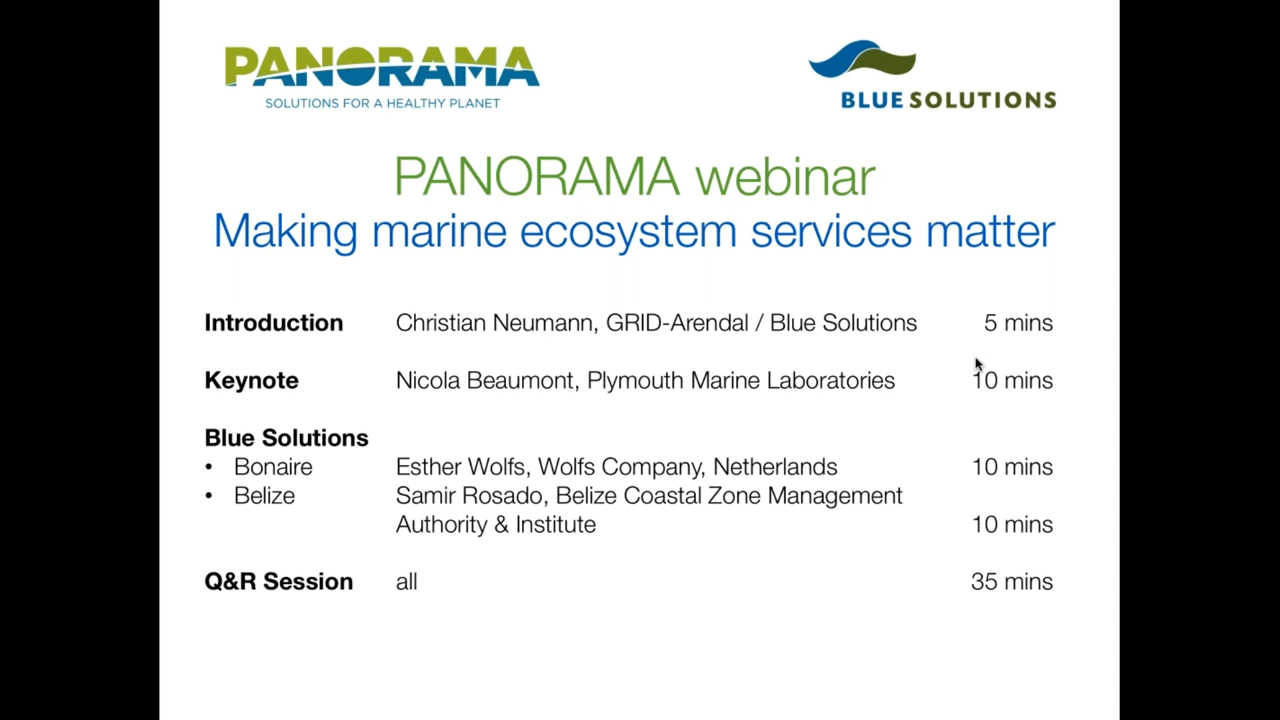 PANORAMA
SOLUTIONS FOR A HEALTHY PLANET
BLUE SOLUTIONS
PANORAMA webinar
Making marine ecosystem services matter
Introduction Christian Neumann, GRID-Arendal / Blue Solutions 5 mins
Keynote Nicola Beaumont, Plymouth Marine Laboratories 10 mins
Blue Solutions
• Bonaire Esther Wolfs, Wolfs Company, Netherlands 10 mins
• Belize Samir Rosado, Belize Coastal Zone Management
Authority & Institute 10 mins
Q&R Session all 35 mins